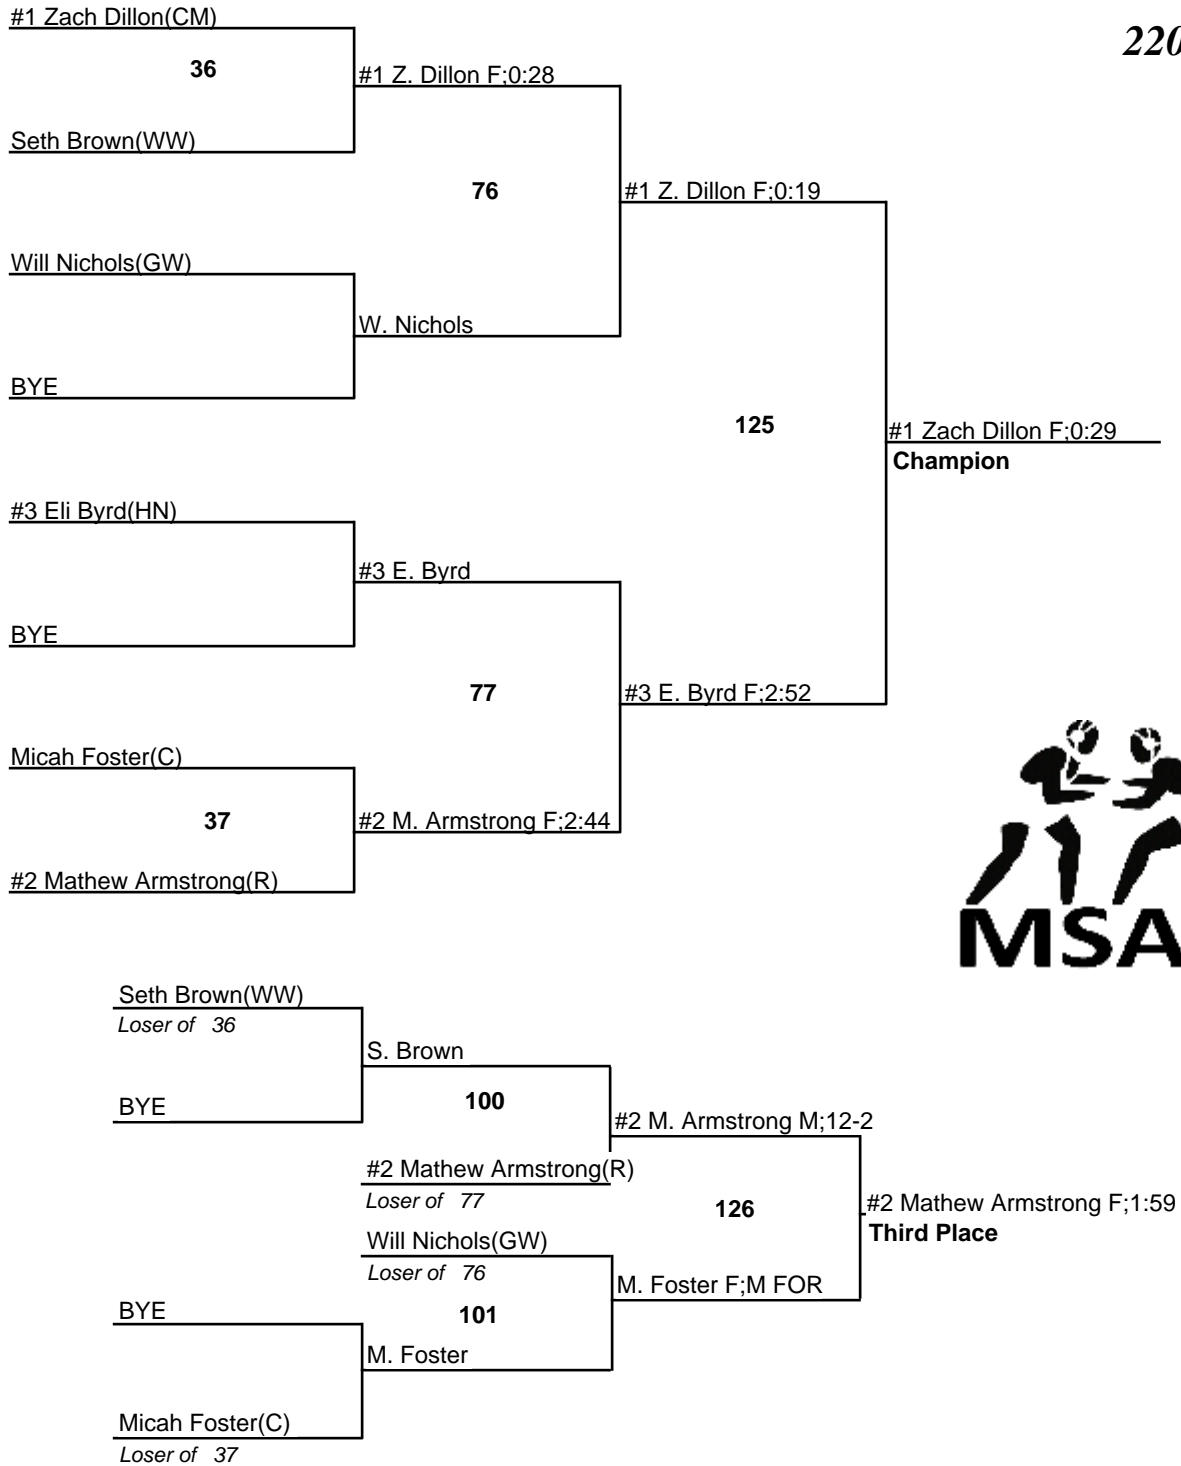 #1 Zach Dillon(CM)
220
36
#1 Z. Dillon F;0:28
Seth Brown(WW)
76
#1 Z. Dillon F;0:19
Will Nichols(GW)
W. Nichols
BYE
125
#1 Zach Dillon F;0:29
Champion
#3 Eli Byrd(HN)
#3 E. Byrd
BYE
77
#3 E. Byrd F;2:52
Micah Foster(C)
37
#2 M. Armstrong F;2:44
#2 Mathew Armstrong(R)
MSA
Seth Brown(WW)
Loser of 36
S. Brown
BYE
100
#2 M. Armstrong M;12-2
#2 Mathew Armstrong(R)
Loser of 77
126
#2 Mathew Armstrong F;1:59
Third Place
Will Nichols(GW)
Loser of 76
M. Foster F;M FOR
BYE
101
M. Foster
Micah Foster(C)
Loser of 37